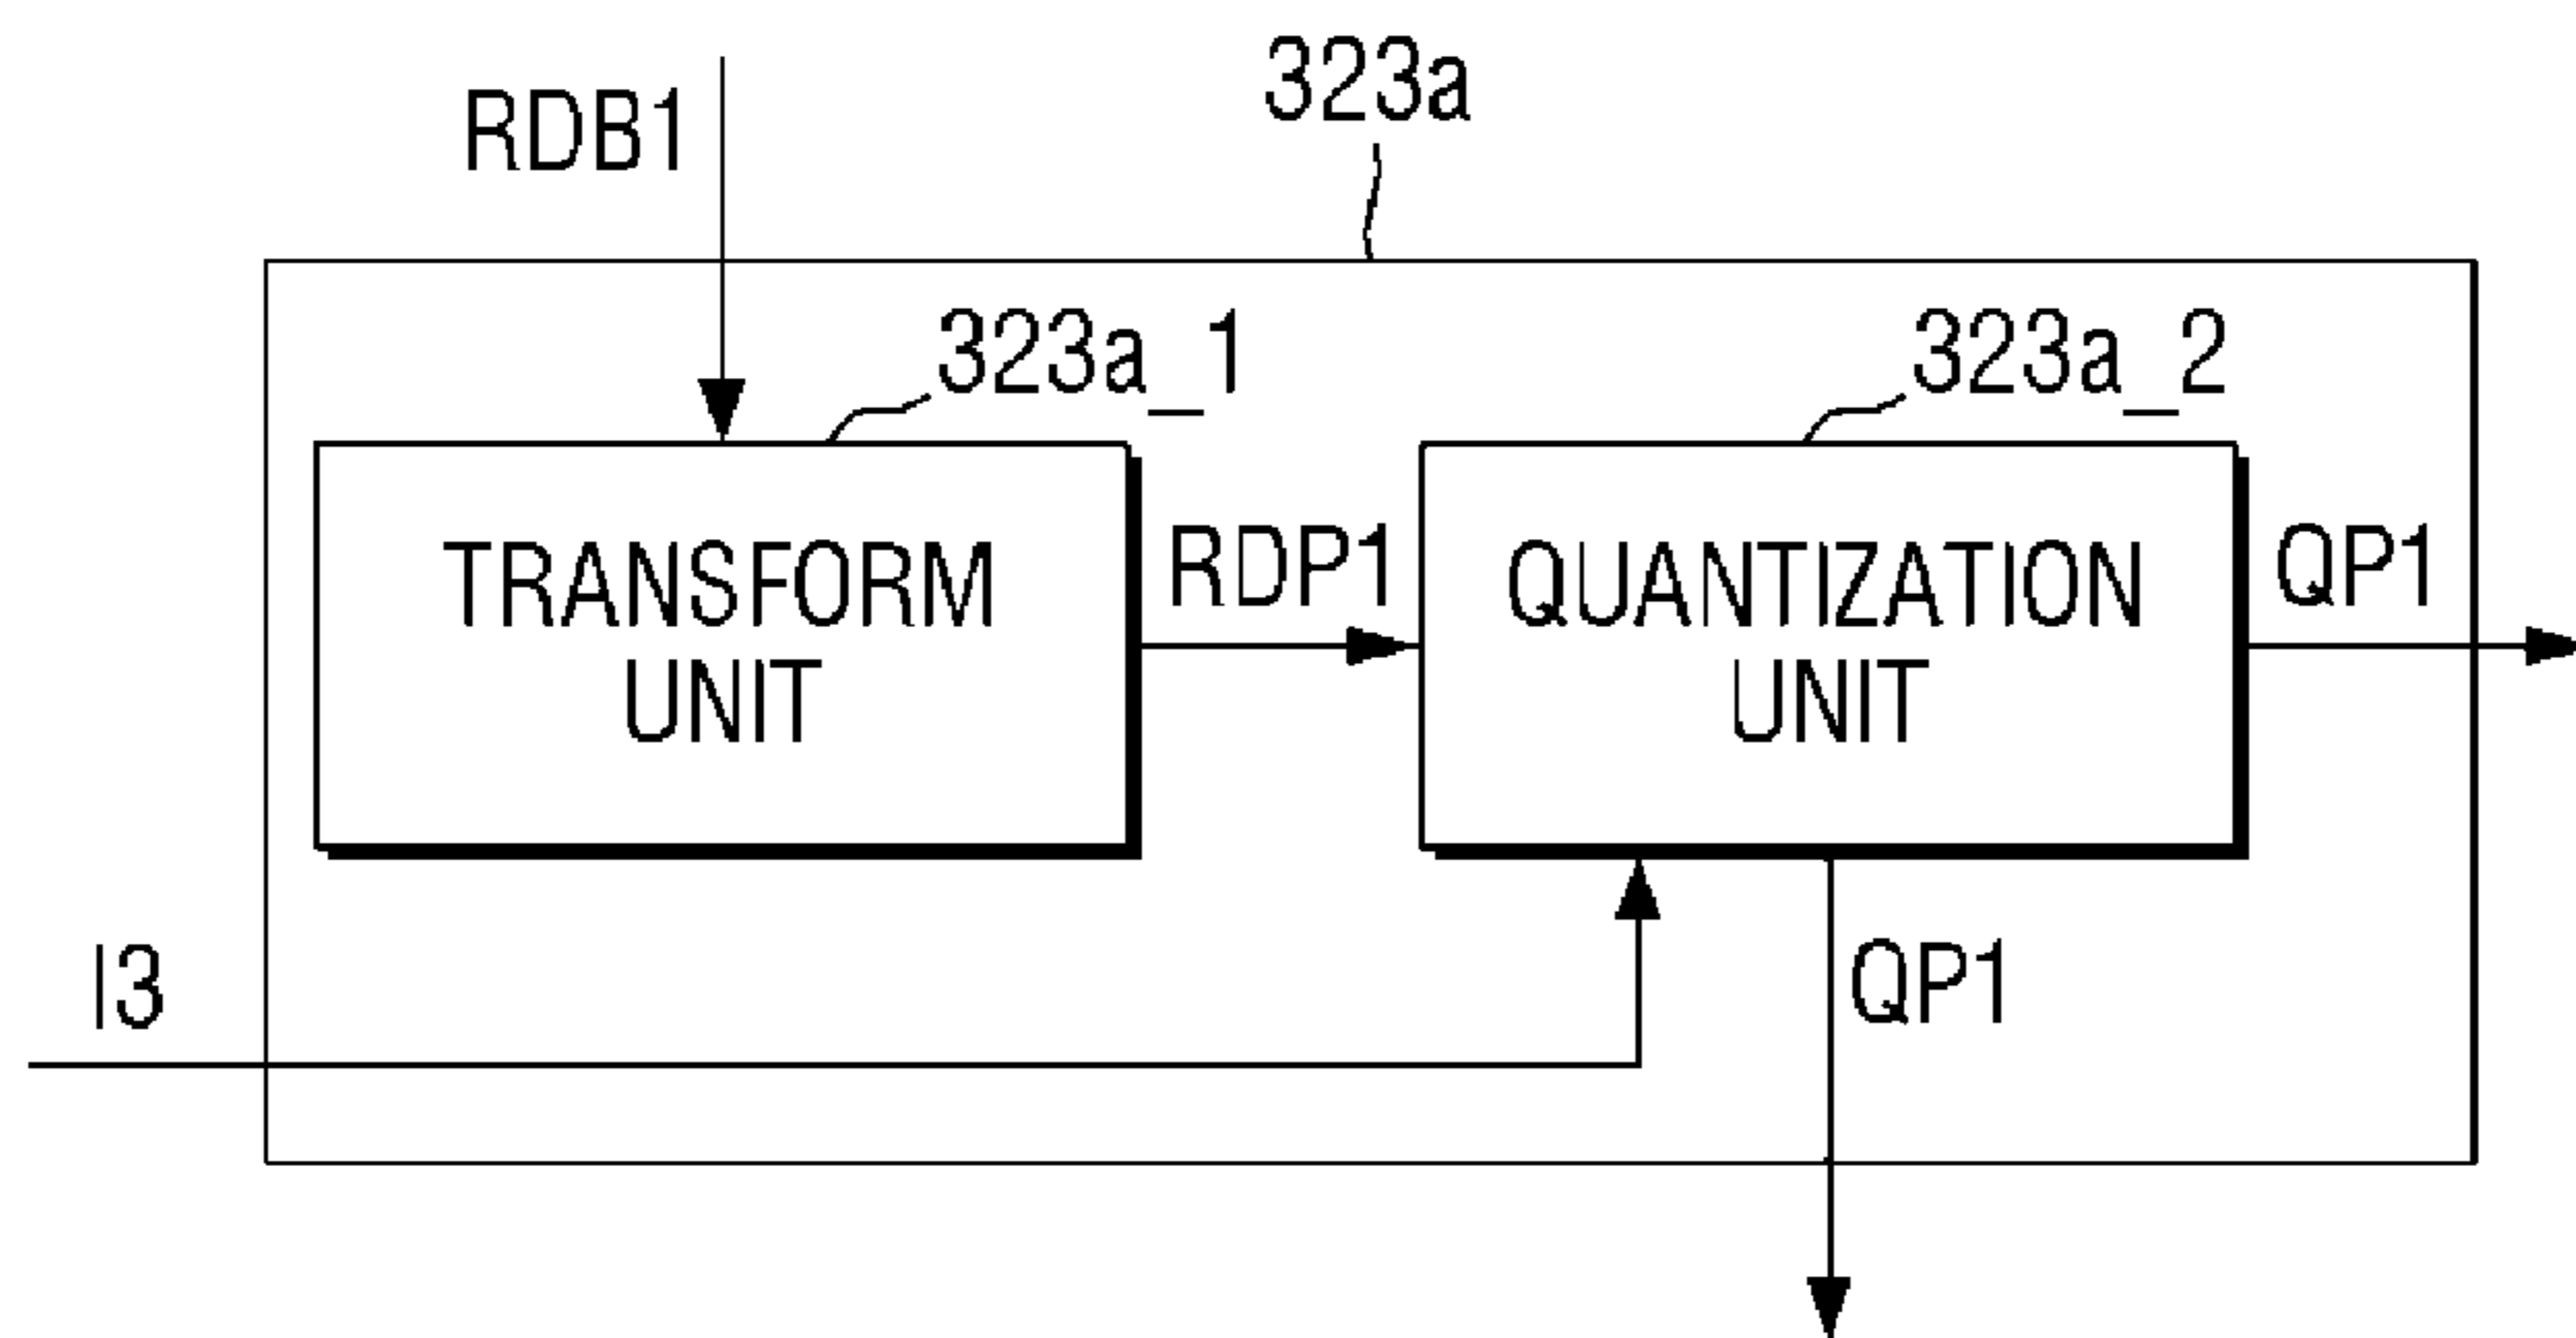 323a
RDB1
323a_1
323a_2
TRANSFORM
UNIT
RDP1
QUANTIZATION
UNIT
QP1
I3
QP1